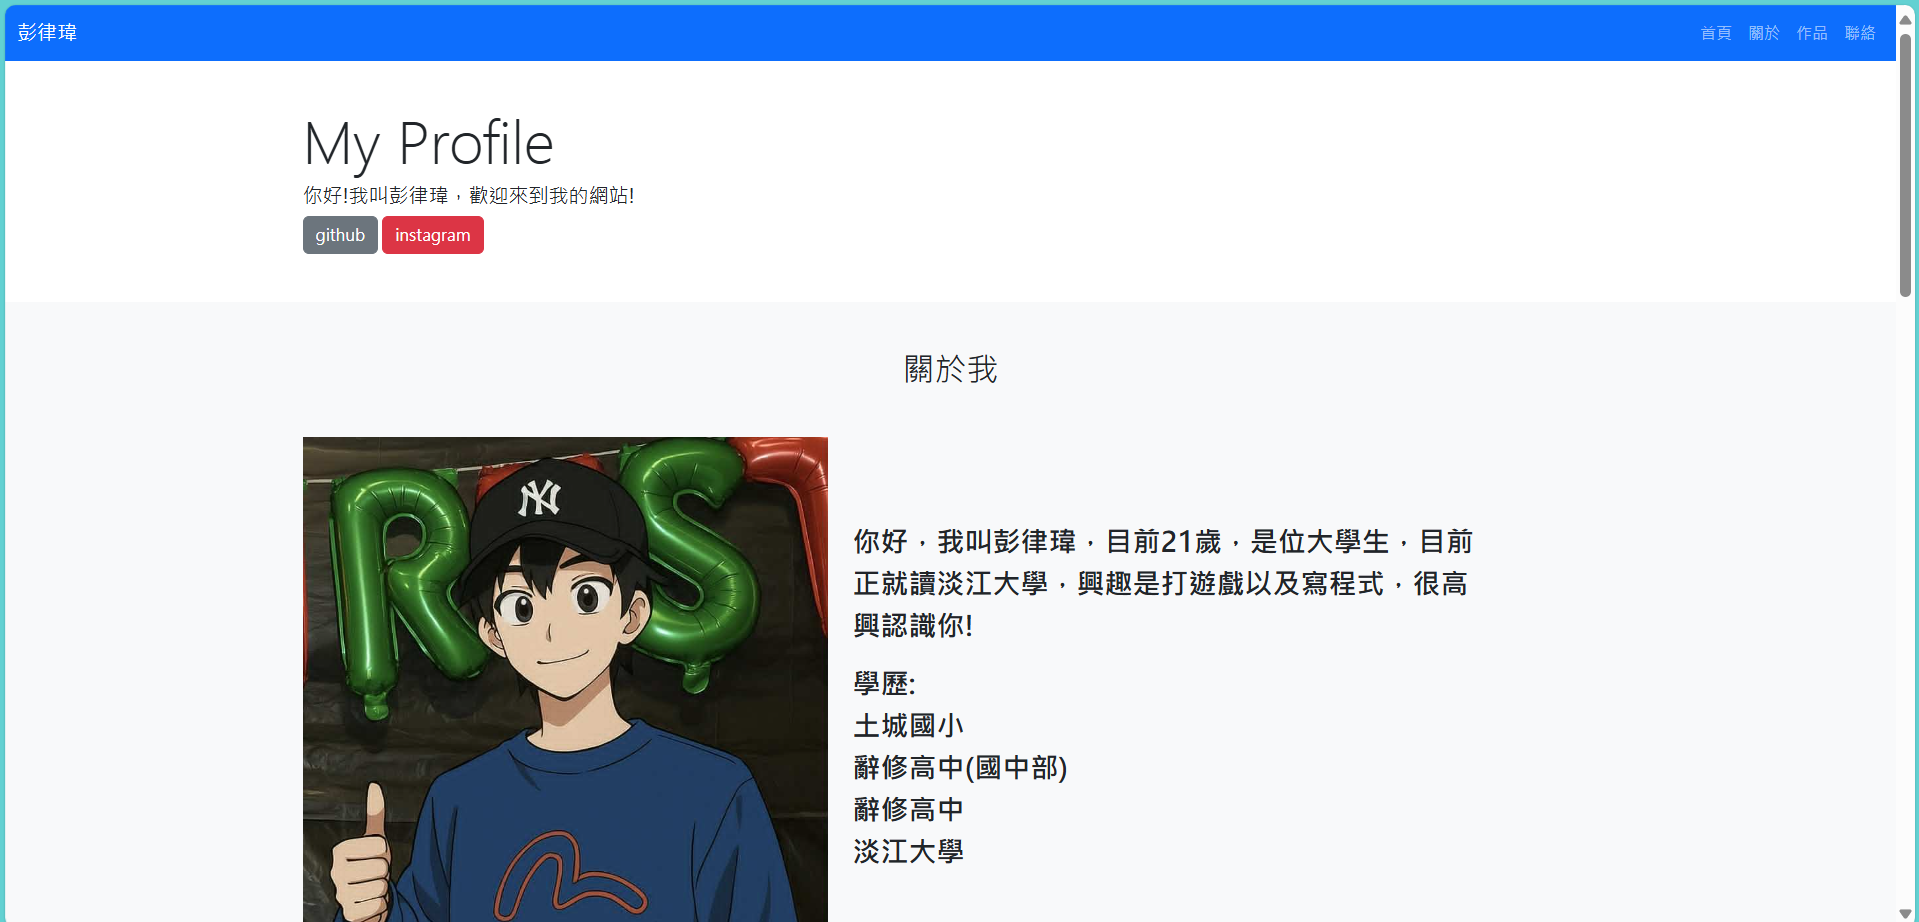 彭律瑋
首頁 關於 作品 聯絡
My Profile
你好!我叫彭律瑋，歡迎來到我的網站!
github instagram
關於我
R S
NY
你好，我叫彭律瑋，目前21歲，是位大學生，目前
正就讀淡江大學，興趣是打遊戲以及寫程式，很高
興認識你!
學歷:
土城國小
辭修高中(國中部)
辭修高中
淡江大學